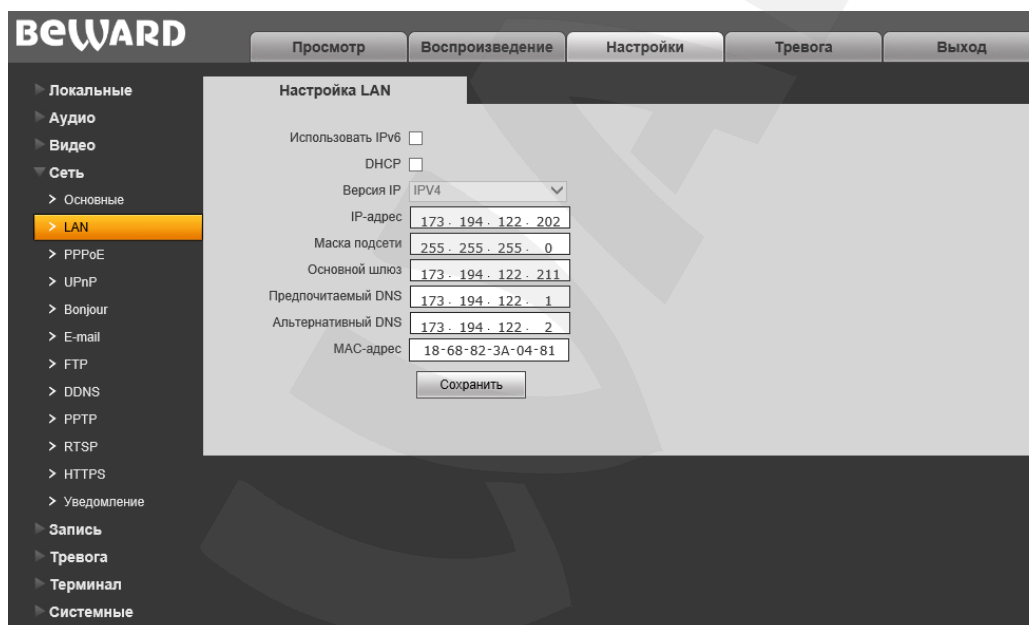 BEWARD
Просмотр Воспроизведение Настройки Тревога Выход
Локальные
Аудио
Видео
Сеть
Основные
LAN
PPPoE
UPnP
Bonjour
E-mail
FTP
DDNS
PPTP
RTSP
HTTPS
Уведомление
Запись
Тревога
Терминал
Системные
Настройка LAN
Использовать IPv6
DHCP
Версия IP IPV4
IP-адрес 173 . 194 . 122 . 202
Маска подсети 255 . 255 . 255 . 0
Основной шлюз 173 . 194 . 122 . 211
Предпочитаемый DNS 173 . 194 . 122 . 1
Альтернативный DNS 173 . 194 . 122 . 2
MAC-адрес 18-68-82-3A-04-81
Сохранить